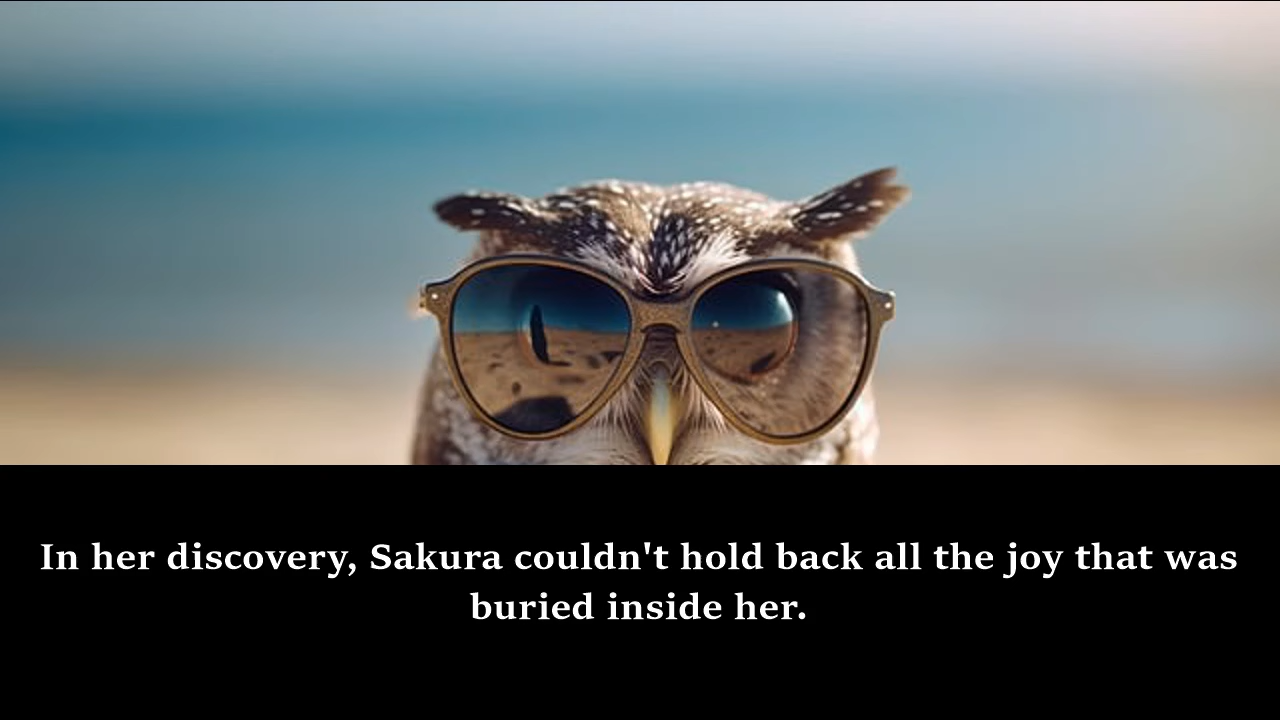 In her discovery, Sakura couldn't hold back all the joy that was
buried inside her.